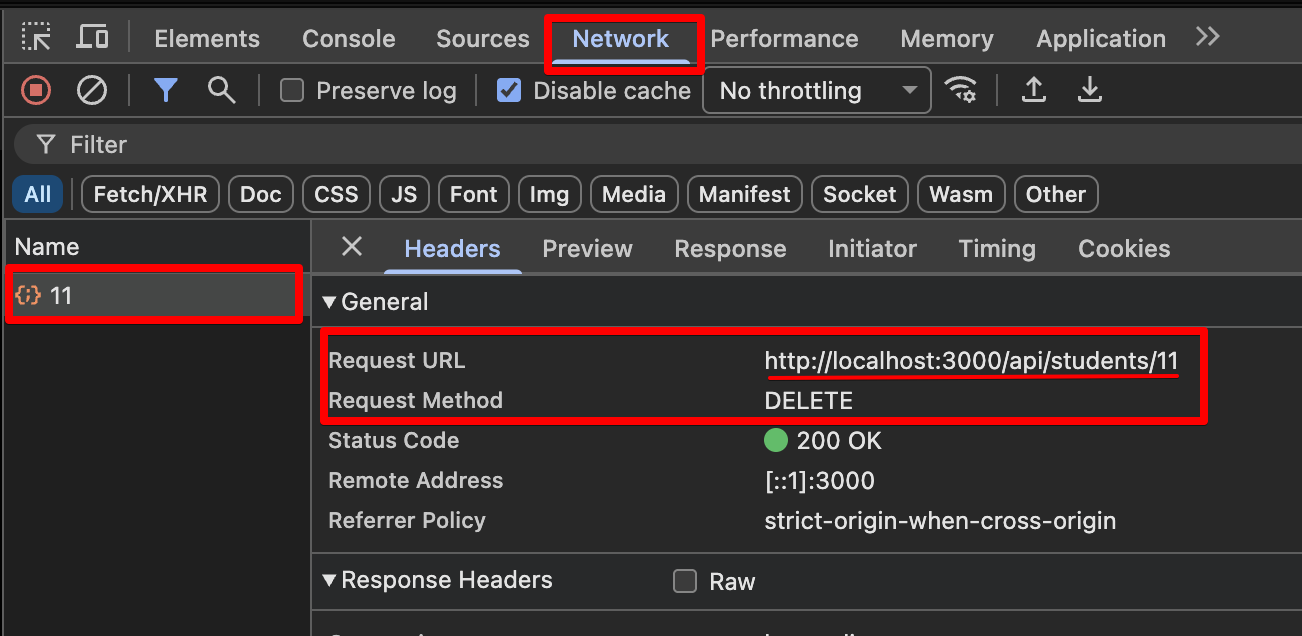 Elements Console Sources Network Performance Memory Application
Preserve log Disable cache No throttling
Filter
All Fetch/XHR Doc CSS JS Font Img Media Manifest Socket Wasm Other
Name Headers Preview Response Initiator Timing Cookies
11 General
Request URL http://localhost:3000/api/students/11
Request Method DELETE
Status Code 200 OK
Remote Address [::1]:3000
Referrer Policy strict-origin-when-cross-origin
Response Headers Raw